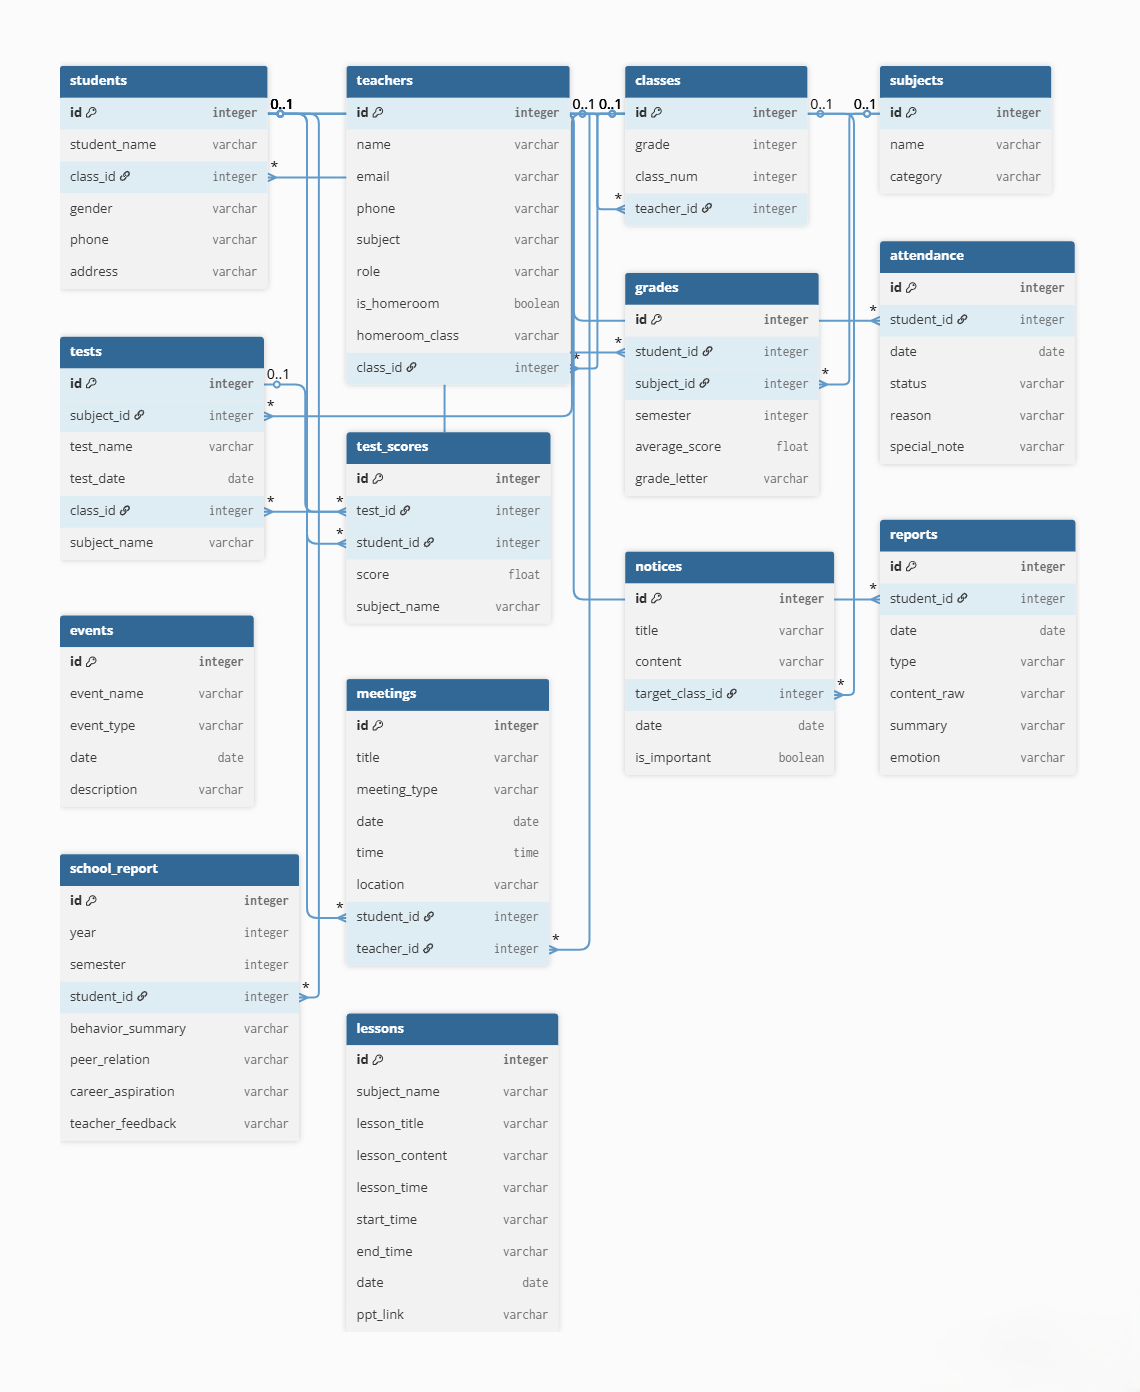 students
id integer
student_name varchar
class_id integer
gender varchar
phone varchar
address varchar
0..1
*
teachers
id integer
name varchar
email varchar
phone varchar
subject varchar
role varchar
is_homeroom boolean
homeroom_class varchar
class_id integer
0..1 0..1
*
classes
id integer
grade integer
class_num integer
teacher_id integer
*
0..1 0..1
subjects
id integer
name varchar
category varchar
tests
id integer
subject_id integer
test_name varchar
test_date date
class_id integer
subject_name varchar
0..1
*
*
test_scores
id integer
test_id integer
student_id integer
score float
subject_name varchar
*
*
grades
id integer
student_id integer
subject_id integer
semester integer
average_score float
grade_letter varchar
*
*
attendance
id integer
student_id integer
date date
status varchar
reason varchar
special_note varchar
*
events
id integer
event_name varchar
event_type varchar
date date
description varchar
meetings
id integer
title varchar
meeting_type varchar
date date
time time
location varchar
student_id integer
teacher_id integer
*
*
notices
id integer
title varchar
content varchar
target_class_id integer
date date
is_important boolean
*
reports
id integer
student_id integer
date date
type varchar
content_raw varchar
summary varchar
emotion varchar
*
school_report
id integer
year integer
semester integer
student_id integer
behavior_summary varchar
peer_relation varchar
career_aspiration varchar
teacher_feedback varchar
*
lessons
id integer
subject_name varchar
lesson_title varchar
lesson_content varchar
lesson_time varchar
start_time varchar
end_time varchar
date date
ppt_link varchar